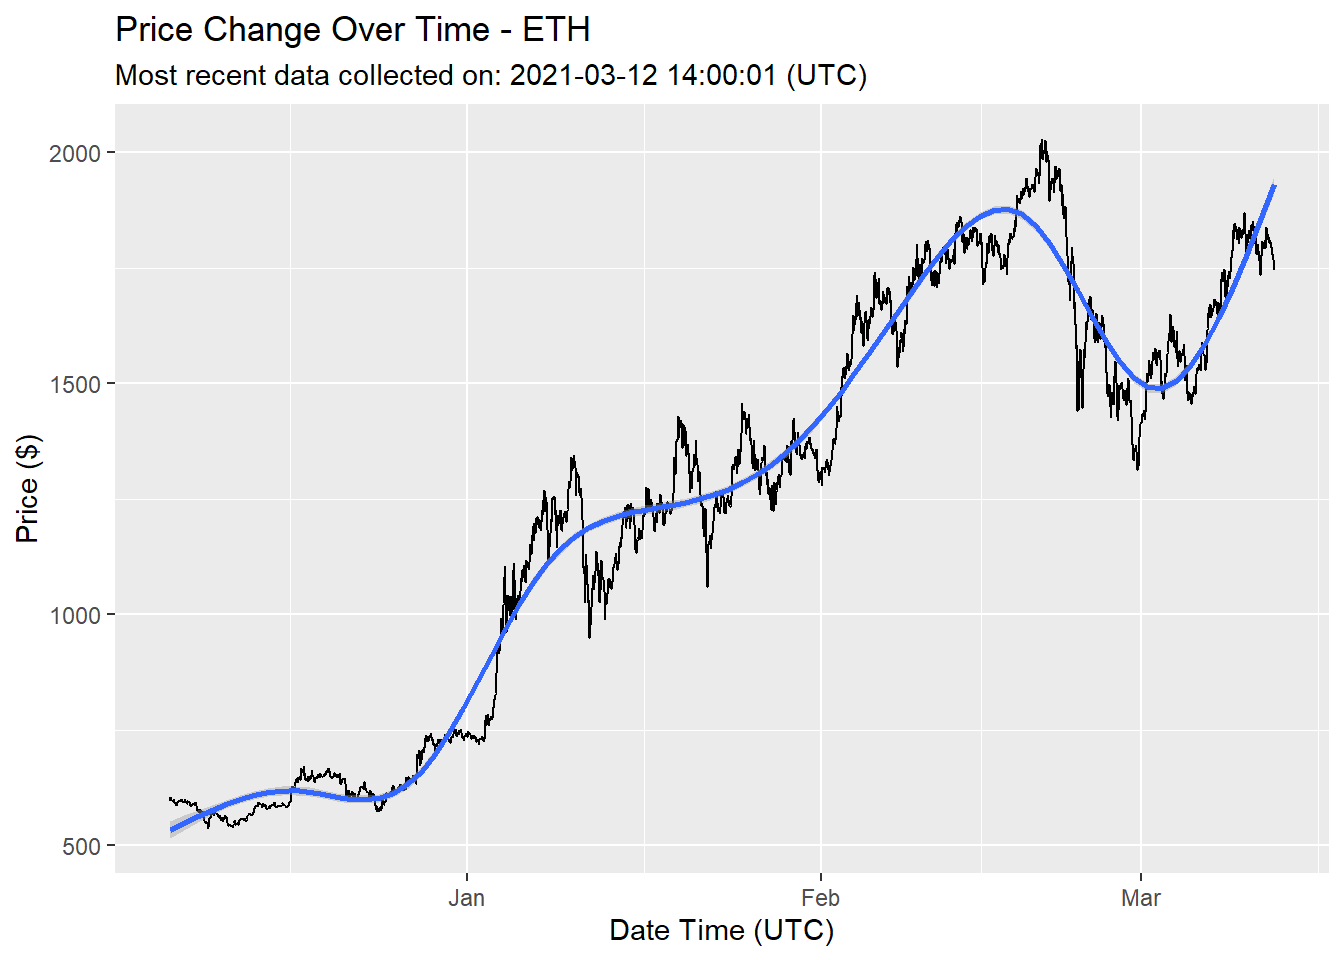 Price Change Over Time - ETH
Most recent data collected on: 2021-03-12 14:00:01 (UTC)
2000
1500
1000
500
Price ($)
Jan Feb Mar
Date Time (UTC)